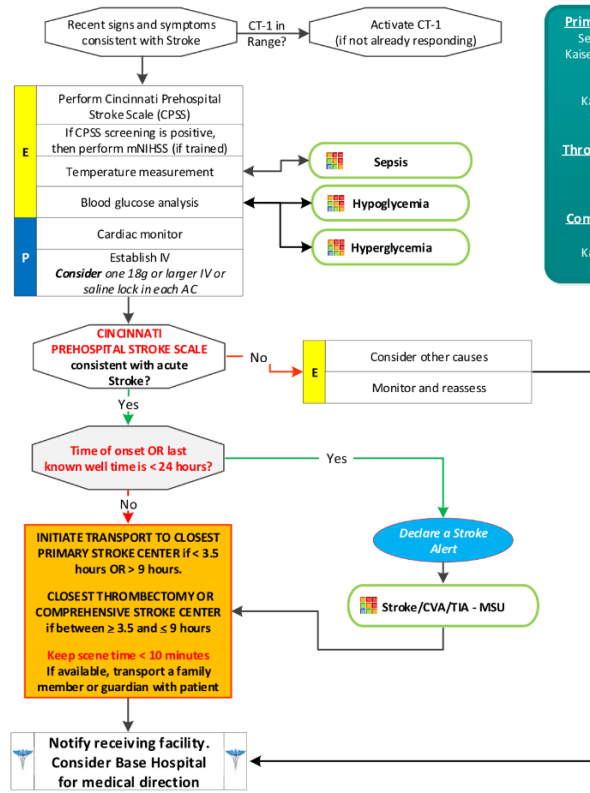 Recent signs and symptoms
consistent with Stroke
CT-1 in
Range?
Activate CT-1
(if not already responding)
E
Perform Cincinnati Prehospital
Stroke Scale (CPSS)
If CPSS screening is positive,
then perform mNIHSS (if trained)
Temperature measurement
Blood glucose analysis
Sepsis
Hypoglycemia
Hyperglycemia
P
Cardiac monitor
Establish IV
Consider one 18g or larger IV or
saline lock in each AC
CINCINNATI
PREHOSPITAL STROKE SCALE
consistent with acute
Stroke?
No
E
Consider other causes
Monitor and reassess
Yes
Time of onset OR last
known well time is < 24 hours?
Yes
No
Declare a Stroke
Alert
Stroke/CVA/TIA - MSU
INITIATE TRANSPORT TO CLOSEST
PRIMARY STROKE CENTER if < 3.5
hours OR > 9 hours.
CLOSEST THROMBECTOMY OR
COMPREHENSIVE STROKE CENTER
if between ≥ 3.5 and ≤ 9 hours
Keep scene time < 10 minutes
If available, transport a family
member or guardian with patient
Notify receiving facility.
Consider Base Hospital
for medical direction